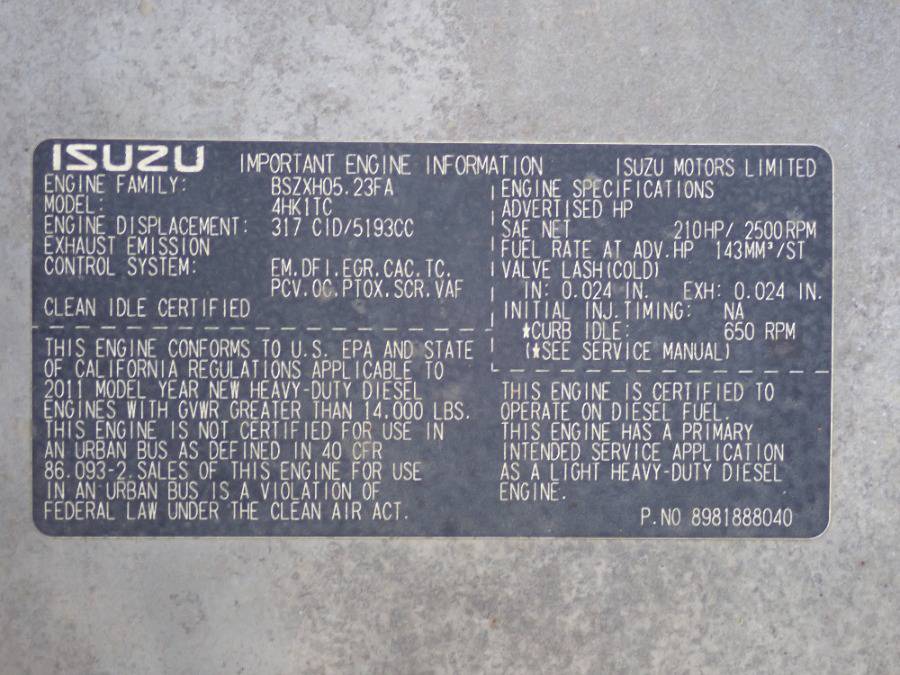 ISUZU IMPORTANT ENGINE INFORMATION ISUZU MOTORS LIMITED
ENGINE FAMILY: BSZXH05.23FA
MODEL: 4HK1TC
ENGINE DISPLACEMENT: 317 CID/5193CC
EXHAUST EMISSION
CONTROL SYSTEM: EM.DFI.EGR.CAC.TC.
PCV.OC.PTOX.SCR.VAF
CLEAN IDLE CERTIFIED
THIS ENGINE CONFORMS TO U.S. EPA AND STATE
OF CALIFORNIA REGULATIONS APPLICABLE TO
2011 MODEL YEAR NEW HEAVY-DUTY DIESEL
ENGINES WITH GVWR GREATER THAN 14.000 LBS.
THIS ENGINE IS NOT CERTIFIED FOR USE IN
AN URBAN BUS AS DEFINED IN 40 CFR
86.093-2.SALES OF THIS ENGINE FOR USE
IN AN URBAN BUS IS A VIOLATION OF
FEDERAL LAW UNDER THE CLEAN AIR ACT.
ENGINE SPECIFICATIONS
ADVERTISED HP
SAE NET 210HP/ 2500RPM
FUEL RATE AT ADV.HP 143MM³/ST
VALVE LASH(COLD)
IN: 0.024 IN. EXH: 0.024 IN.
INITIAL INJ.TIMING: NA
*CURB IDLE: 650 RPM
(*SEE SERVICE MANUAL)
THIS ENGINE IS CERTIFIED TO
OPERATE ON DIESEL FUEL.
THIS ENGINE HAS A PRIMARY
INTENDED SERVICE APPLICATION
AS A LIGHT HEAVY-DUTY DIESEL
ENGINE.
P.NO 8981888040